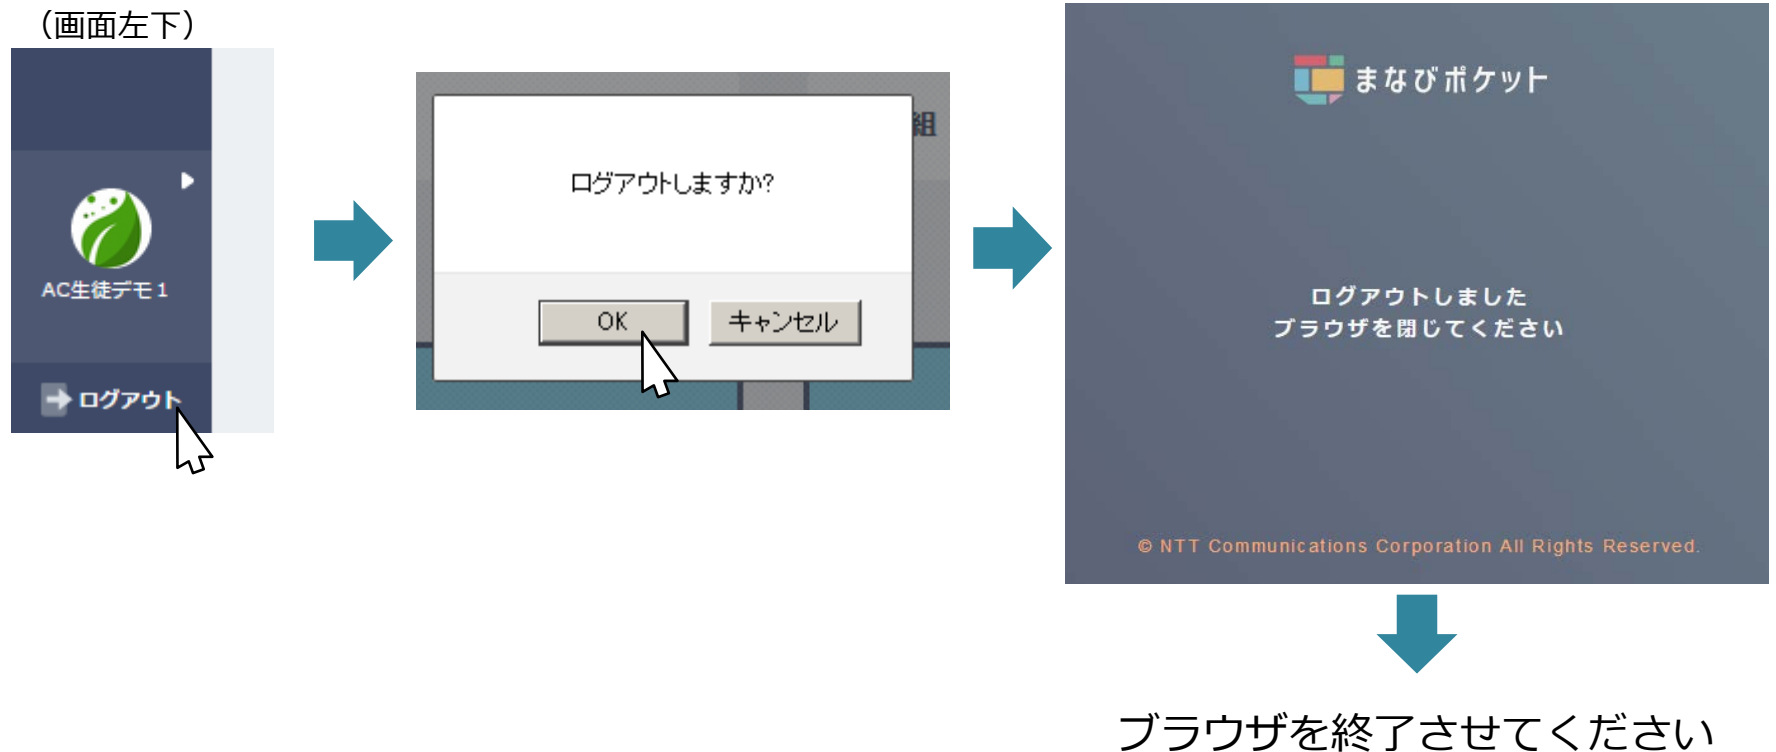 （画面左下）
AC生徒デモ１
ログアウト
組
ログアウトしますか?
OK
キャンセル
まなびポケット
ログアウトしました
ブラウザを閉じてください
© NTT Communications Corporation All Rights Reserved.
ブラウザを終了させてください